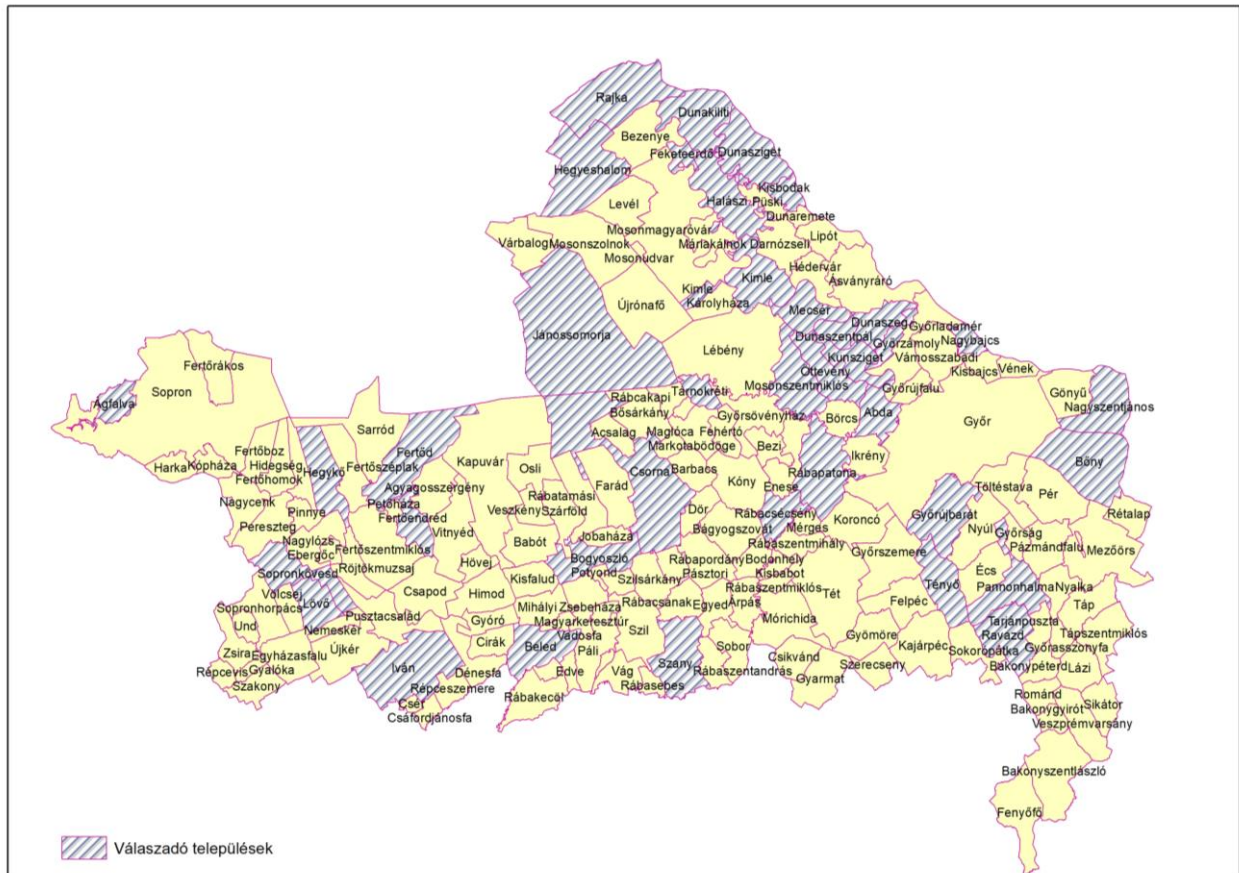 Rajka
Dunakiliti
Bezenye
Feketeerdő
Dunasziget
Hegyeshalom
Kisbodak
Halászi
Püski
Levél
Dunaremete
Mosonmagyaróvár
Lipót
Várbalog
Mosonszolnok
Máriakálnok
Darnózseli
Mosonudvar
Hédervár
Kimle
Ásványráró
Újrónafő
Kimle
Károlyháza
Mecsér
Jánossomorja
Dunaszeg
Győrladamér
Dunaszentpál
Nagybajcs
Győrzámoly
Lébény
Kunsziget
Vámosszabadi
Fertőrákos
Öttevény
Kisbajcs
Vének
Sopron
Ágfalva
Tárnokréti
Mosonszentmiklós
Győrújfalu
Gönyű
Rábcakapi
Nagyszentjános
Bősárkány
Győrsövényház
Börcs
Abda
Győr
Sarród
Acsalag
Maglóca
Fehértó
Markotabödöge
Bezi
Ikrény
Fertőboz
Fertőd
Bőny
Harka
Kópháza
Hidegség
Hegykő
Fertőszéplak
Kapuvár
Osli
Csorna
Barbacs
Rábapatona
Fertőhomok
Farád
Kóny
Enese
Agyagosszergény
Rábatamási
Töltéstava
Pér
Nagycenk
Pinnye
Petőháza
Veszkény
Szárföld
Dör
Rábacsécsény
Győrújbarát
Rétalap
Fertőendréd
Koroncó
Pereszteg
Vitnyéd
Jobaháza
Bágyogszovát
Mérges
Nyúl
Győrság
Nagylózs
Babót
Rábaszentmihály
Pázmándfalu
Ebergőc
Fertőszentmiklós
Bogyoszló
Győrszemere
Mezőörs
Röjtökmuzsaj
Hövej
Rábapordány
Bodonhely
Sopronkövesd
Kisfalud
Potyond
Szilsárkány
Pásztori
Kisbabot
Écs
Pannonhalma
Nyalka
Völcsej
Lövő
Csapod
Himod
Rábaszentmiklós
Tét
Tényő
Felpéc
Táp
Sopronhorpács
Mihályi
Zsebeháza
Rábacsanak
Egyed
Árpás
Und
Nemeskér
Pusztacsalád
Gyóró
Magyarkeresztúr
Mórichida
Tarjánpuszta
Tápszentmiklós
Vadosfa
Szil
Gyömöre
Ravazd
Zsira
Egyházasfalu
Újkér
Cirák
Beled
Páli
Sobor
Csikvánd
Kajárpéc
Sokorópátka
Győrasszonyfa
Répcevis
Gyalóka
Iván
Dénesfa
Edve
Vág
Szany
Rábaszentandrás
Szerecseny
Bakonypéterd
Lázi
Szakony
Répceszemere
Rábakecöl
Rábasebes
Gyarmat
Csér
Románd
Sikátor
Csáfordjánosfa
Bakonygyirót
Veszprémvarsány
Bakonyszentlászló
Fenyőfő
Válaszadó települések